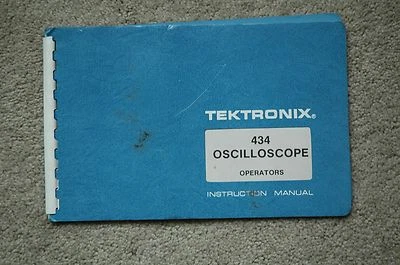 TEKTRONIX®
434
OSCILLOSCOPE
OPERATORS
INSTRUCTION MANUAL